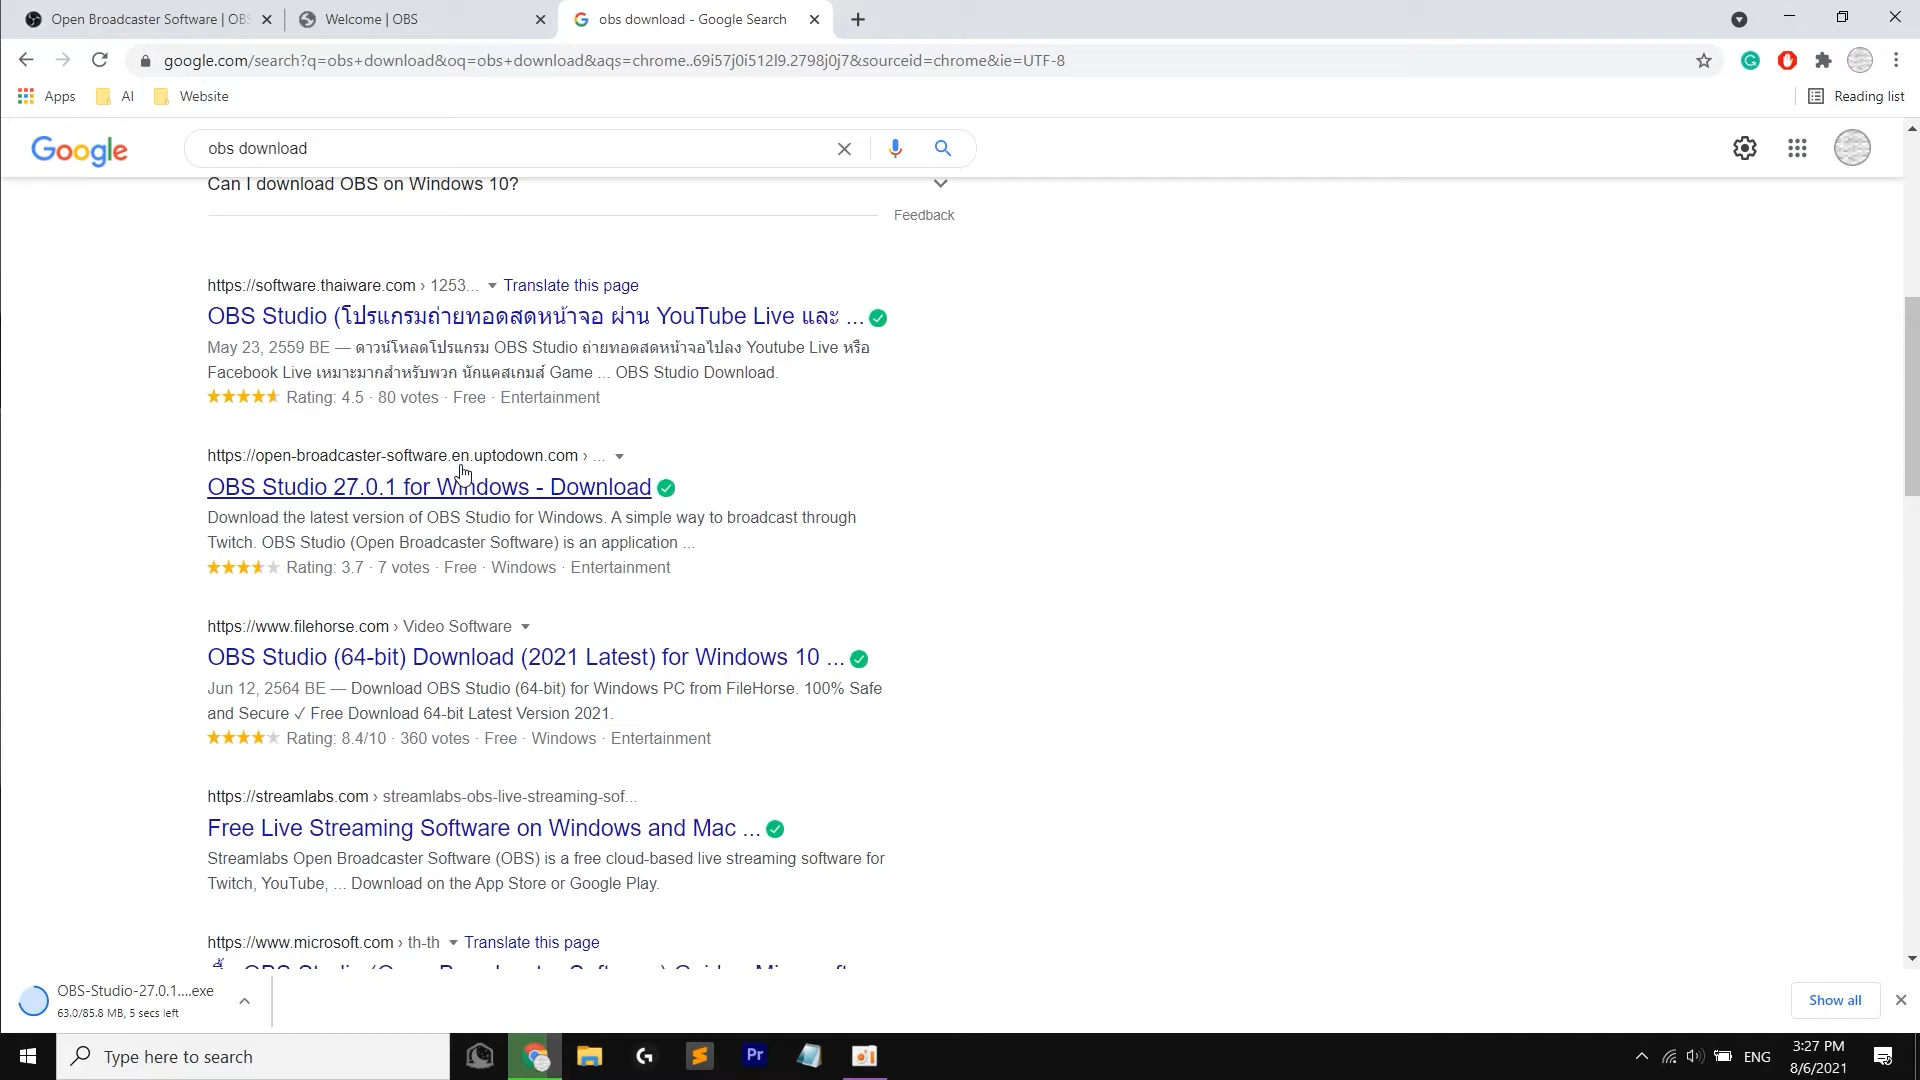 Open Broadcaster Software | OBS
Welcome | OBS
obs download - Google Search
google.com/search?q=obs+download&oq=obs+download&aqs=chrome..69i57j0i512l9.2798j0j7&sourceid=chrome&ie=UTF-8
Apps
AI
Website
Reading list
Google
obs download
Can I download OBS on Windows 10?
Feedback
https://software.thaiware.com › 1253... Translate this page
OBS Studio (โปรแกรมถ่ายทอดสดหน้าจอ ผ่าน YouTube Live และ ...
May 23, 2559 BE — ดาวน์โหลดโปรแกรม OBS Studio ถ่ายทอดสดหน้าจอไปลง Youtube Live หรือ
Facebook Live เหมาะมากสำหรับพวก นักแคสเกมส์ Game ... OBS Studio Download.
Rating: 4.5 · 80 votes · Free · Entertainment
https://open-broadcaster-software.en.uptodown.com › ...
OBS Studio 27.0.1 for Windows - Download
Download the latest version of OBS Studio for Windows. A simple way to broadcast through
Twitch. OBS Studio (Open Broadcaster Software) is an application ...
Rating: 3.7 · 7 votes · Free · Windows · Entertainment
https://www.filehorse.com › Video Software
OBS Studio (64-bit) Download (2021 Latest) for Windows 10 ...
Jun 12, 2564 BE — Download OBS Studio (64-bit) for Windows PC from FileHorse. 100% Safe
and Secure ✓ Free Download 64-bit Latest Version 2021.
Rating: 8.4/10 · 360 votes · Free · Windows · Entertainment
https://streamlabs.com › streamlabs-obs-live-streaming-sof...
Free Live Streaming Software on Windows and Mac ...
Streamlabs Open Broadcaster Software (OBS) is a free cloud-based live streaming software for
Twitch, YouTube, ... Download on the App Store or Google Play.
https://www.microsoft.com › th-th Translate this page
OBS-Studio-27.0.1....exe
63.0/85.8 MB, 5 secs left
Show all
Type here to search
Pr
ENG
3:27 PM
8/6/2021